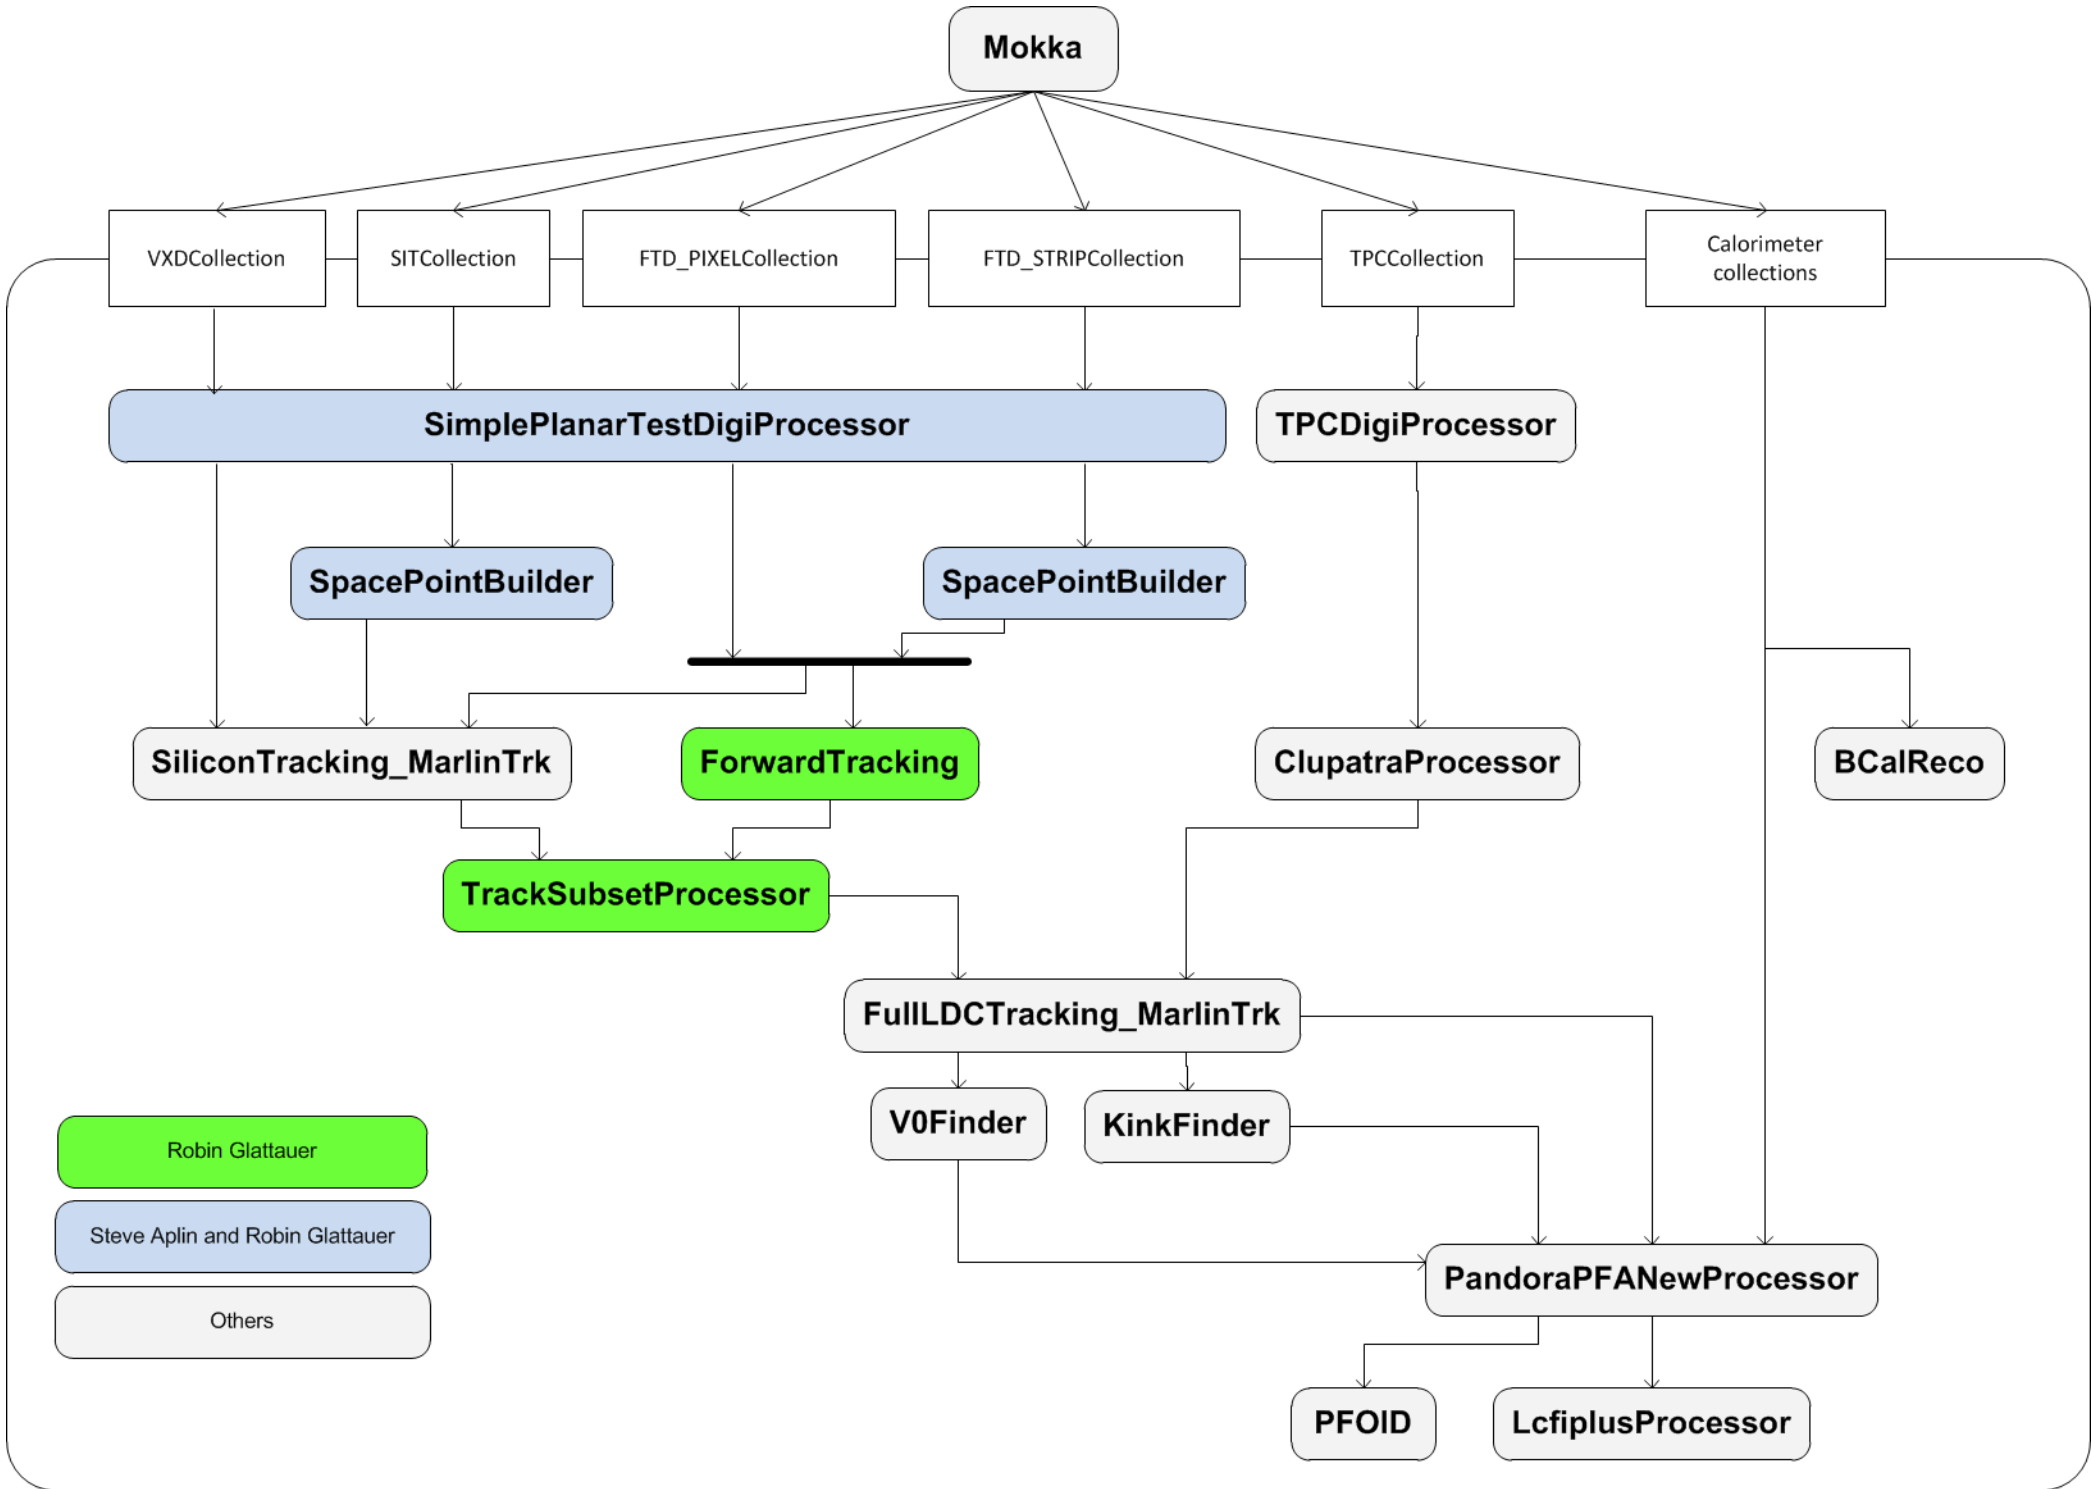 Mokka
VXDCollection
SITCollection
FTD_PIXELCollection
FTD_STRIPCollection
TPCCollection
Calorimeter
collections
SimplePlanarTestDigiProcessor
TPCDigiProcessor
SpacePointBuilder
SpacePointBuilder
SiliconTracking_MarlinTrk
ForwardTracking
ClupatraProcessor
BCalReco
TrackSubsetProcessor
FullLDCTracking_MarlinTrk
V0Finder
KinkFinder
Robin Glattauer
Steve Aplin and Robin Glattauer
Others
PandoraPFANewProcessor
PFOID
LcfiplusProcessor